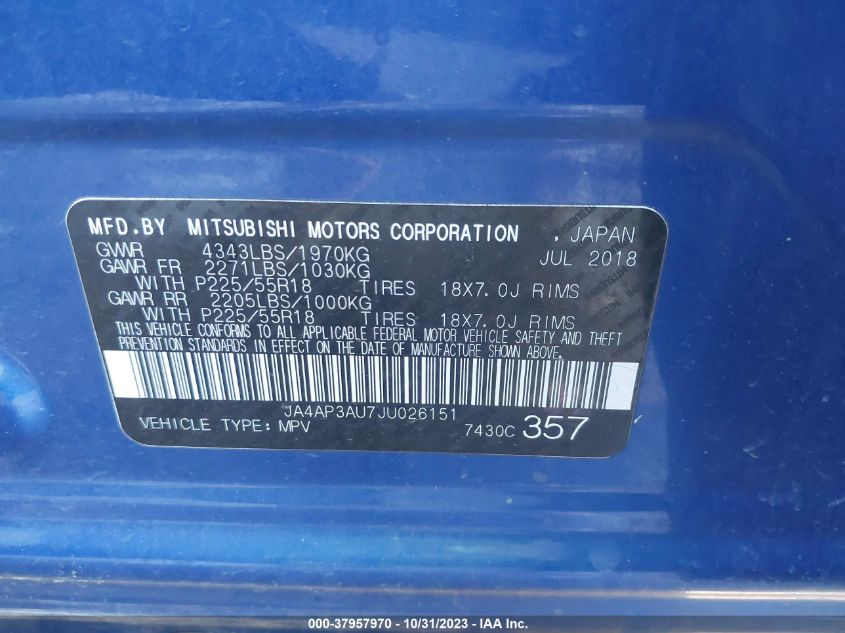 MFD.BY MITSUBISHI MOTORS CORPORATION , JAPAN
GVWR 4343LBS/1970KG JUL 2018
GAWR FR 2271LBS/1030KG
WITH P225/55R18 TIRES 18X7.0J RIMS
GAWR RR 2205LBS/1000KG
WITH P225/55R18 TIRES 18X7.0J RIMS
THIS VEHICLE CONFORMS TO ALL APPLICABLE FEDERAL MOTOR VEHICLE SAFETY AND THEFT
PREVENTION STANDARDS IN EFFECT ON THE DATE OF MANUFACTURE SHOWN ABOVE.
JA4AP3AU7JU026151
VEHICLE TYPE: MPV 7430C 357
000-37957970 - 10/31/2023 - IAA Inc.